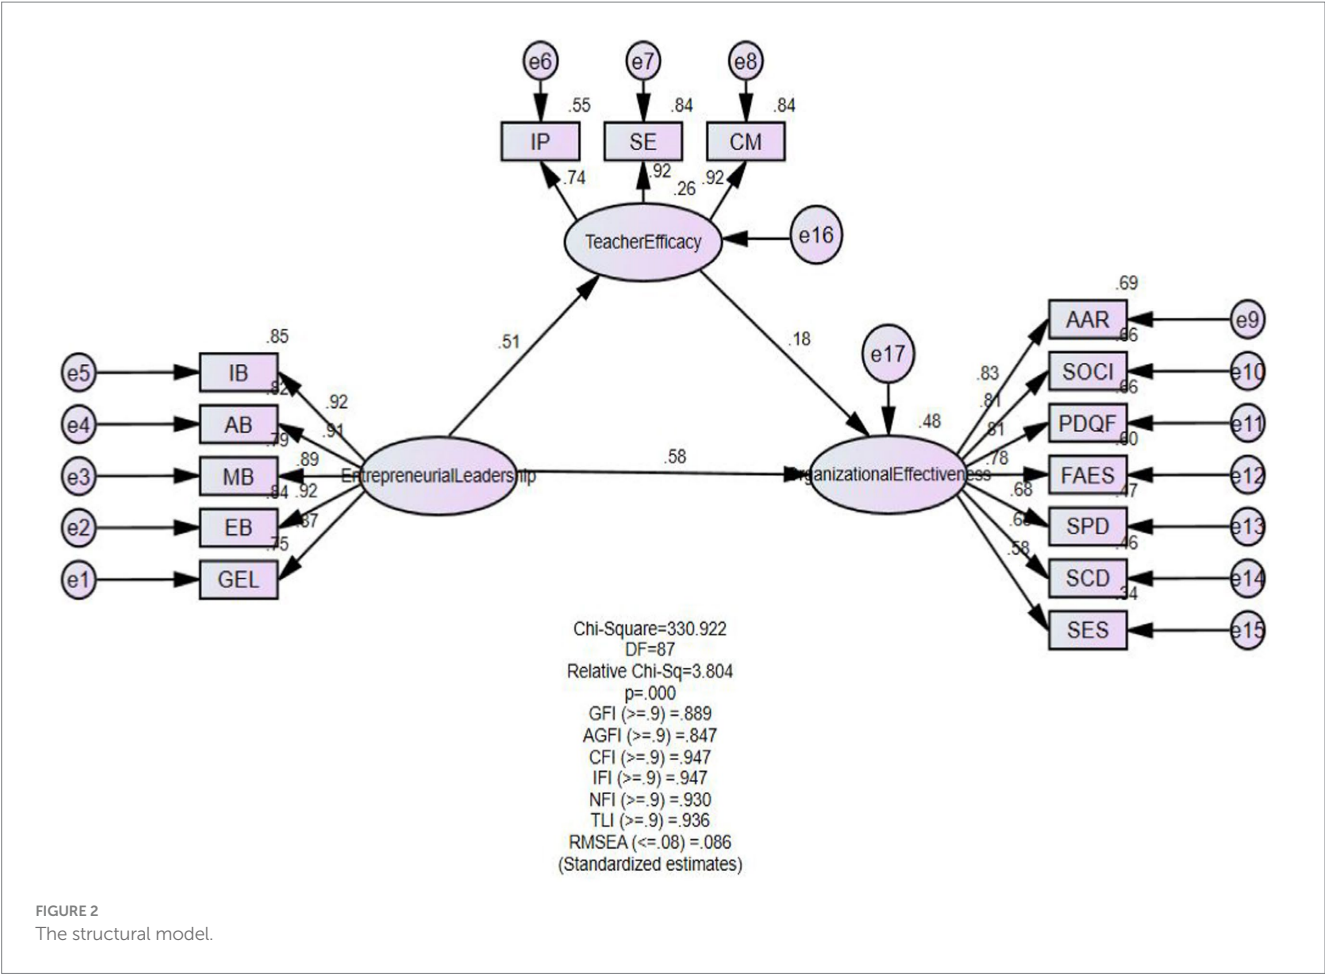 e6 e7 e8
.55 .84 .84
IP SE CM
.74 .92 .26 .92
TeacherEfficacy e16
.69
AAR e9
.66
.51 .18 e17
.85
e5 IB
.82
.92
.83
SOCI e10
.66
.81
e4 AB
.91
.79
.48
.81
PDQF e11
.60
.89
e3 MB
EntrepreneurialLeadership
.58
OrganizationalEffectiveness
.78
FAES e12
.47
.84 .92
.68
e2 EB
.87
.75
SPD e13
.46
.58
e1 GEL
SCD e14
.34
SES e15
Chi-Square=330.922
DF=87
Relative Chi-Sq=3.804
p=.000
GFI (>=.9) =.889
AGFI (>=.9) =.847
CFI (>=.9) =.947
IFI (>=.9) =.947
NFI (>=.9) =.930
TLI (>=.9) =.936
RMSEA (<=.08) =.086
(Standardized estimates)
FIGURE 2
The structural model.